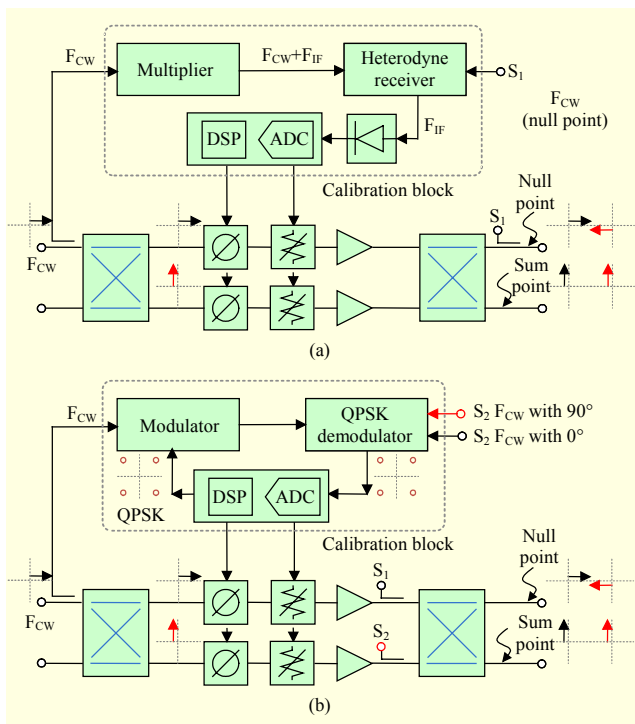 F_CW
Multiplier
F_CW+F_IF
Heterodyne
receiver
S_1
F_CW
(null point)
DSP
ADC
F_IF
Calibration block
Null
point
S_1
F_CW
Sum
point
(a)
F_CW
Modulator
QPSK
demodulator
S_2 F_CW with 90°
S_2 F_CW with 0°
DSP
ADC
QPSK
Calibration block
Null
point
S_1
F_CW
S_2
Sum
point
(b)